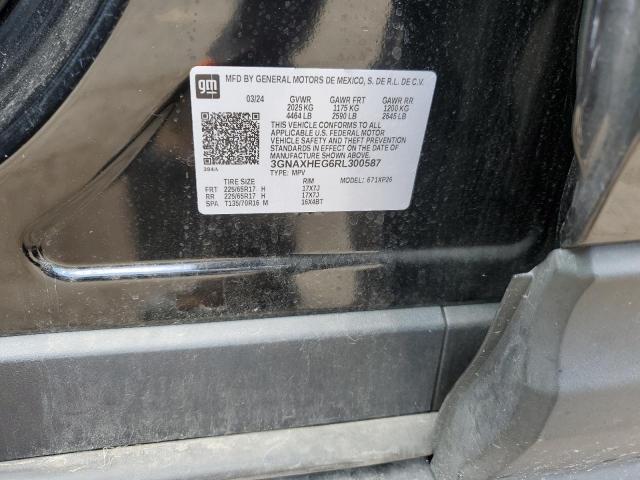 gm
MFD BY GENERAL MOTORS DE MEXICO, S. DE R.L. DE C.V.
03/24 GVWR GAWR FRT GAWR RR
2025 KG 1175 KG 1200 KG
4464 LB 2590 LB 2645 LB
THIS VEHICLE CONFORMS TO ALL
APPLICABLE U.S. FEDERAL MOTOR
VEHICLE SAFETY AND THEFT PREVENTION
STANDARDS IN EFFECT ON THE DATE OF
MANUFACTURE SHOWN ABOVE.
3GNAXHEG6RL300587
TYPE: MPV MODEL: 671XP26
TIRE SIZE RIM
FRT 225/65R17 H 17X7J
RR 225/65R17 H 17X7J
SPA T135/70R16 M 16X4BT